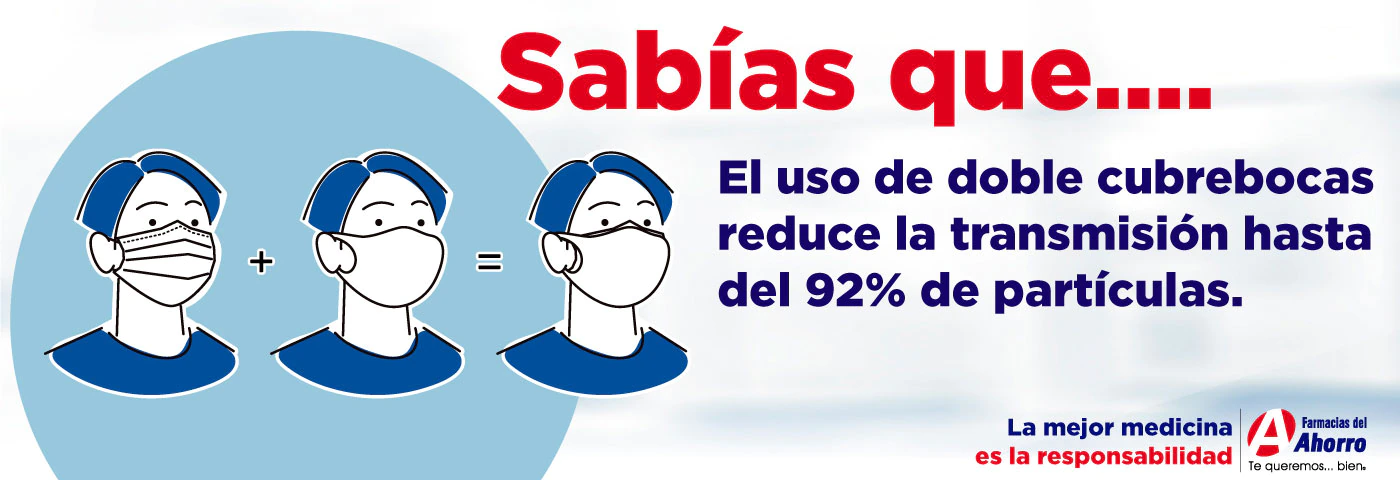 Sabías que....
El uso de doble cubrebocas
reduce la transmisión hasta
del 92% de partículas.
+
=
La mejor medicina
es la responsabilidad
A
Farmacias del
Ahorro
Te queremos... bien.